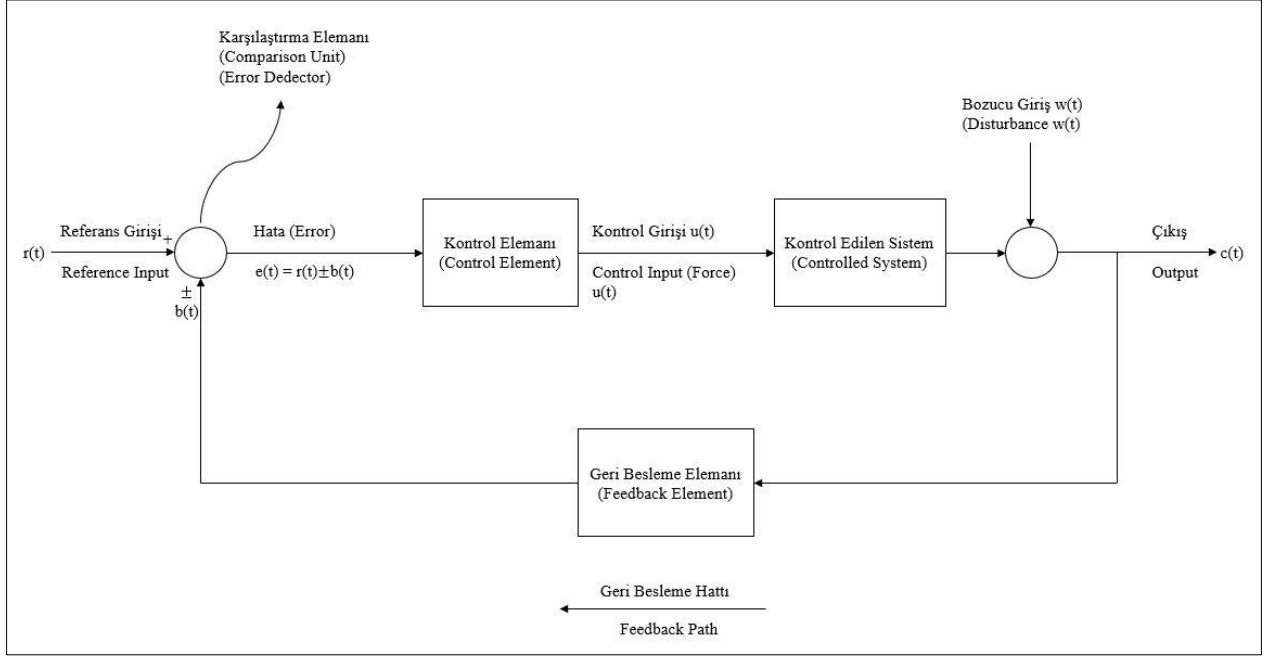 Karşılaştırma Elemanı
(Comparison Unit)
(Error Dedector)
Bozucu Giriş w(t)
(Disturbance w(t)
r(t)
Referans Girişi
+
Reference Input
±
b(t)
Hata (Error)
e(t) = r(t)±b(t)
Kontrol Elemanı
(Control Element)
Kontrol Girişi u(t)
Control Input (Force)
u(t)
Kontrol Edilen Sistem
(Controlled System)
Çıkış
Output
c(t)
Geri Besleme Elemanı
(Feedback Element)
Geri Besleme Hattı
Feedback Path